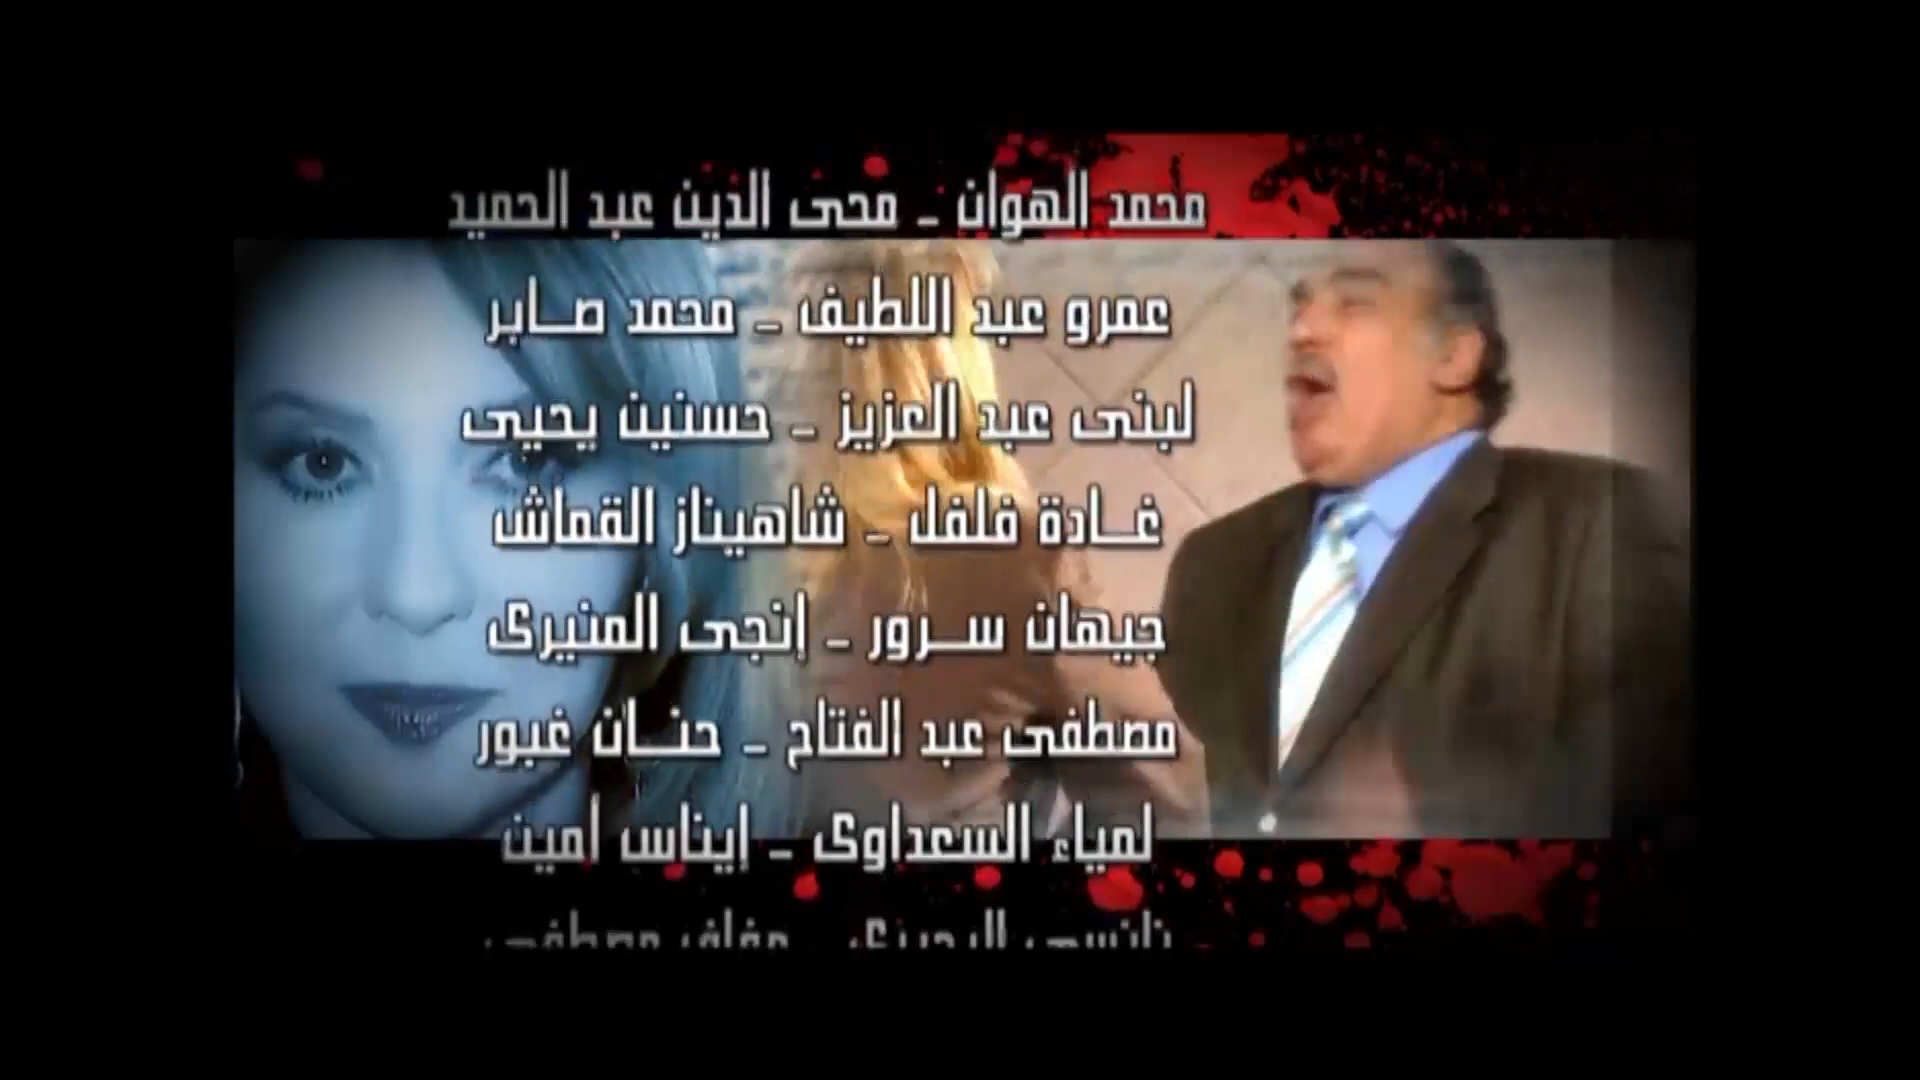 محمد الهوان - محى الدين عبد الحميد
عمرو عبد اللطيف - محمد صابر
لبنى عبد العزيز - حسنين يحيى
غادة فلفل - شاهيناز القماش
جيهان سرور - إنجى المنيرى
مصطفى عبد الفتاح - حنان غبور
لمياء السعداوى - إيناس أمين